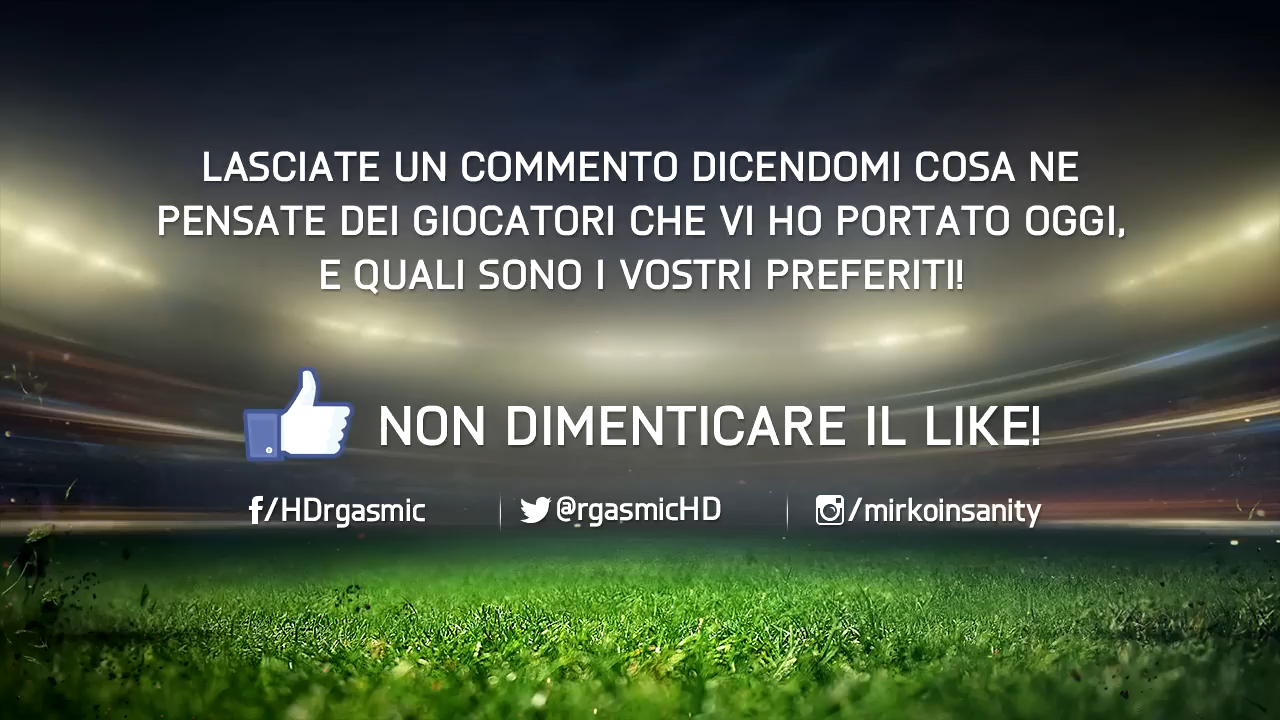 LASCIATE UN COMMENTO DICENDOMI COSA NE
PENSATE DEI GIOCATORI CHE VI HO PORTATO OGGI,
E QUALI SONO I VOSTRI PREFERITI!
NON DIMENTICARE IL LIKE!
f/HDrgasmic @rgasmicHD /mirkoinsanity